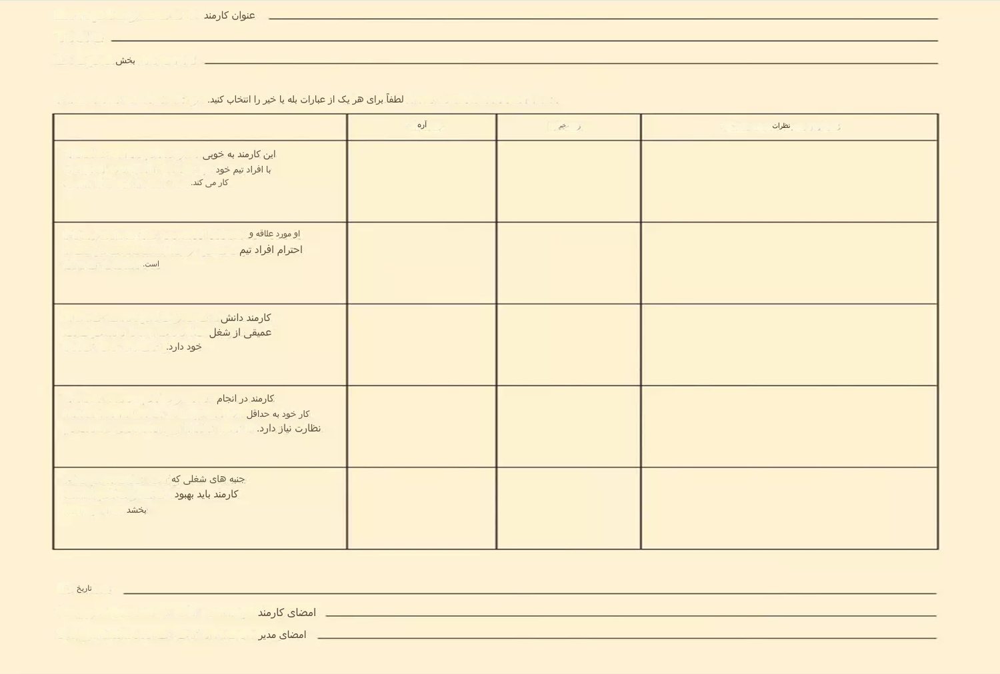 عنوان کارمند
بخش
لطفاً برای هر یک از عبارات بله یا خیر را انتخاب کنید.
آره
خیر
نظرات
این کارمند به خوبی
با افراد تیم خود
کار می کند.
او مورد علاقه و
احترام افراد تیم
است.
کارمند دانش
عمیقی از شغل
خود دارد.
کارمند در انجام
کار خود به حداقل
نظارت نیاز دارد.
جنبه های شغلی که
کارمند باید بهبود
بخشد
تاریخ
امضای کارمند
امضای مدیر